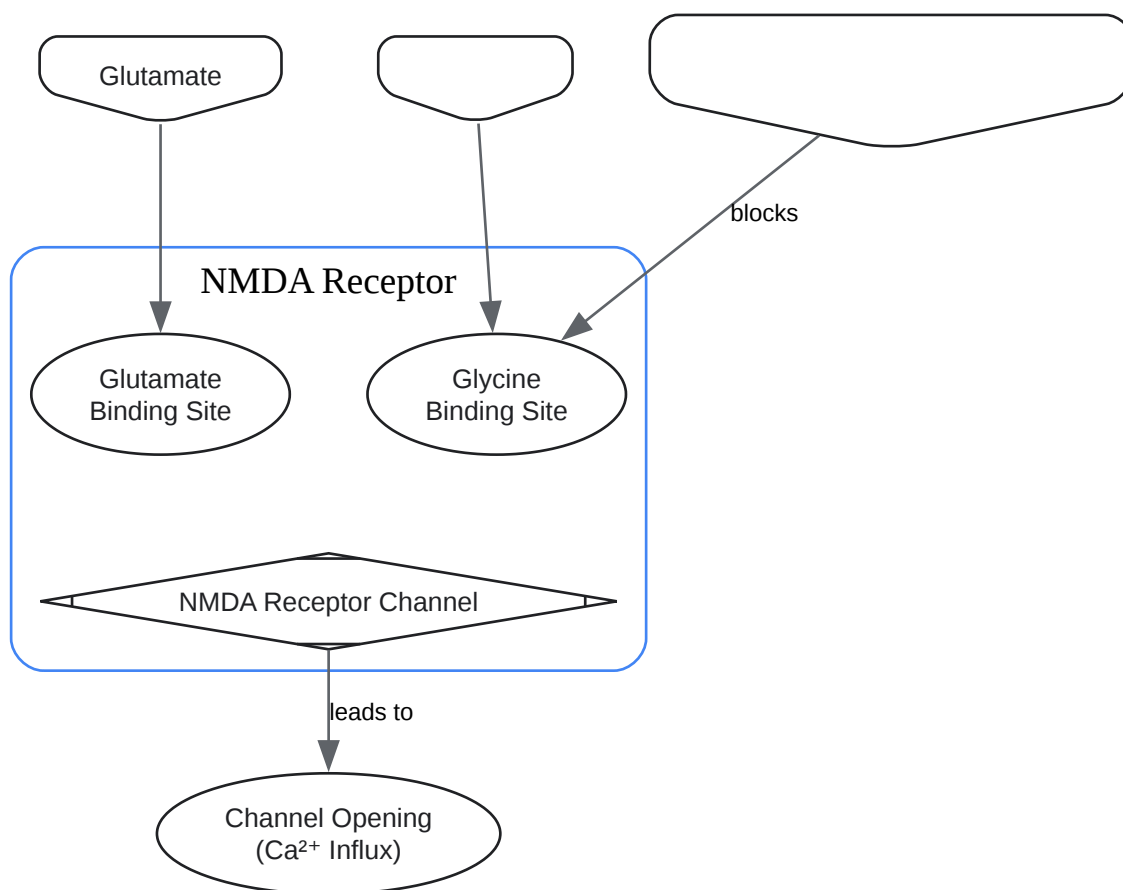 Glutamate
blocks
NMDA Receptor
Glutamate
Binding Site
Glycine
Binding Site
NMDA Receptor Channel
leads to
Channel Opening
(Ca²⁺ Influx)